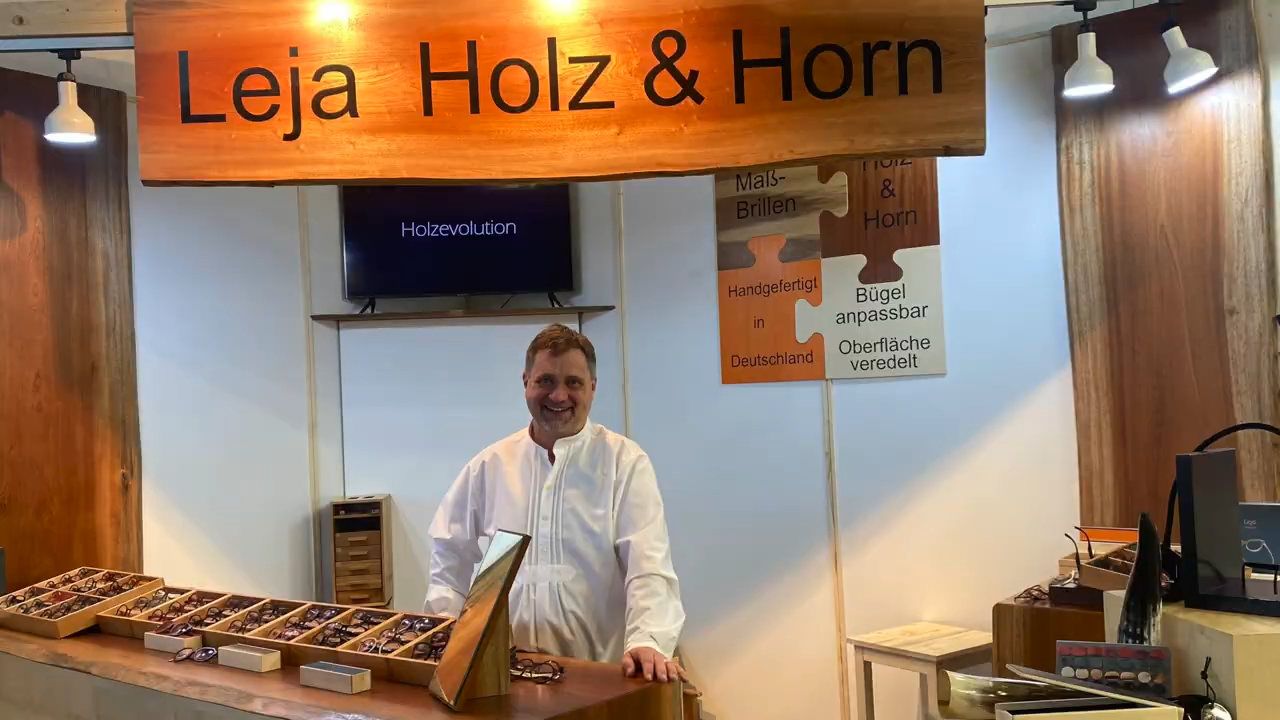 Leja Holz & Horn
Holzevolution
Maß-
Brillen
Holz
&
Horn
Handgefertigt
in
Deutschland
Bügel
anpassbar
Oberfläche
veredelt